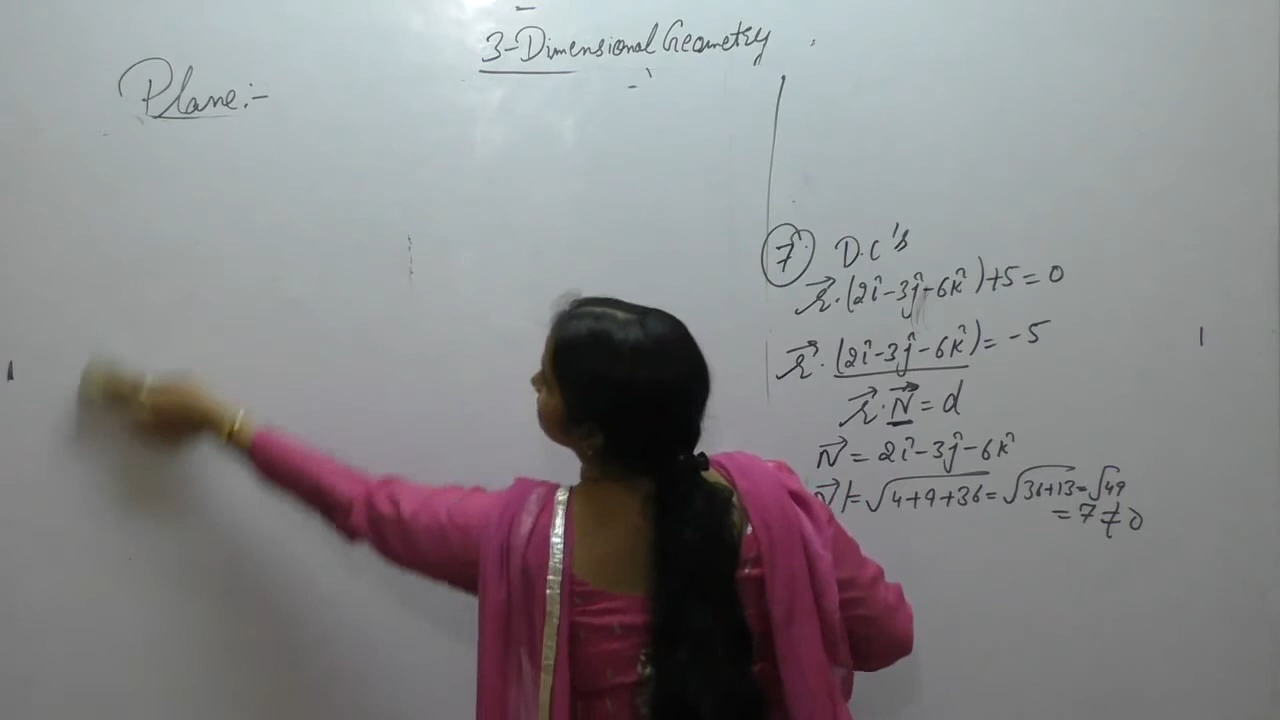 3-Dimensional Geometry
Plane:-
7 D.C's
r⃗.(2î-3ĵ-6k̂)+5=0
r⃗.(2î-3ĵ-6k̂)=-5
r⃗.N⃗=d
N⃗=2î-3ĵ-6k̂
N⃗|=√4+9+36=√36+13=√49
=7≠0